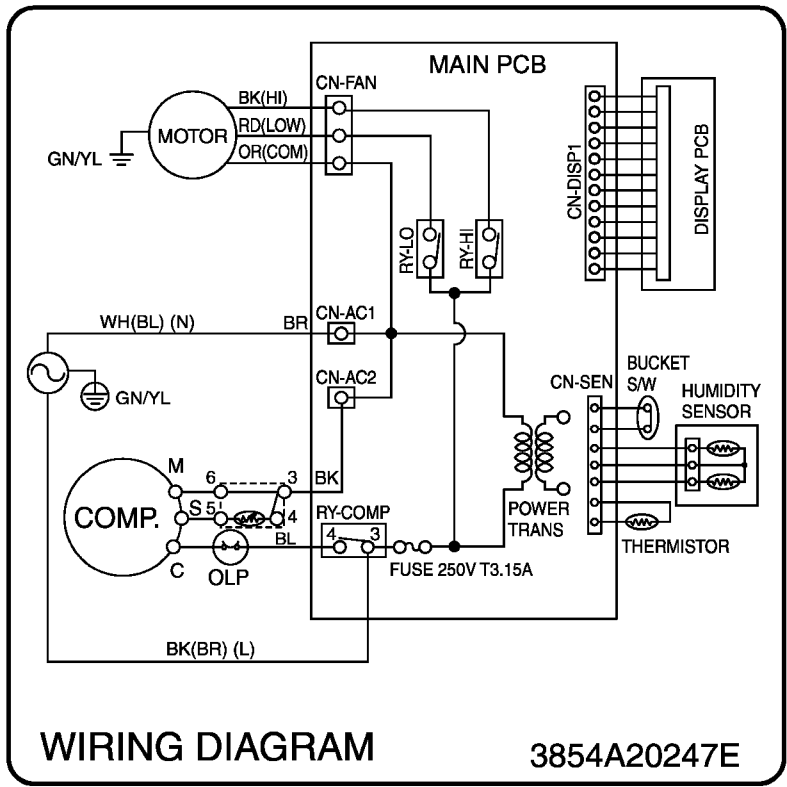 MAIN PCB
CN-FAN
BK(HI)
RD(LOW)
OR(COM)
MOTOR
GN/YL
CN-DISP1
DISPLAY PCB
RY-LO
RY-HI
WH(BL) (N)
BR
CN-AC1
CN-AC2
GN/YL
CN-SEN
BUCKET
S/W
HUMIDITY
SENSOR
M
6
3
BK
COMP.
S
5
4
RY-COMP
4
3
BL
C
OLP
FUSE 250V T3.15A
POWER
TRANS
THERMISTOR
BK(BR) (L)
WIRING DIAGRAM
3854A20247E